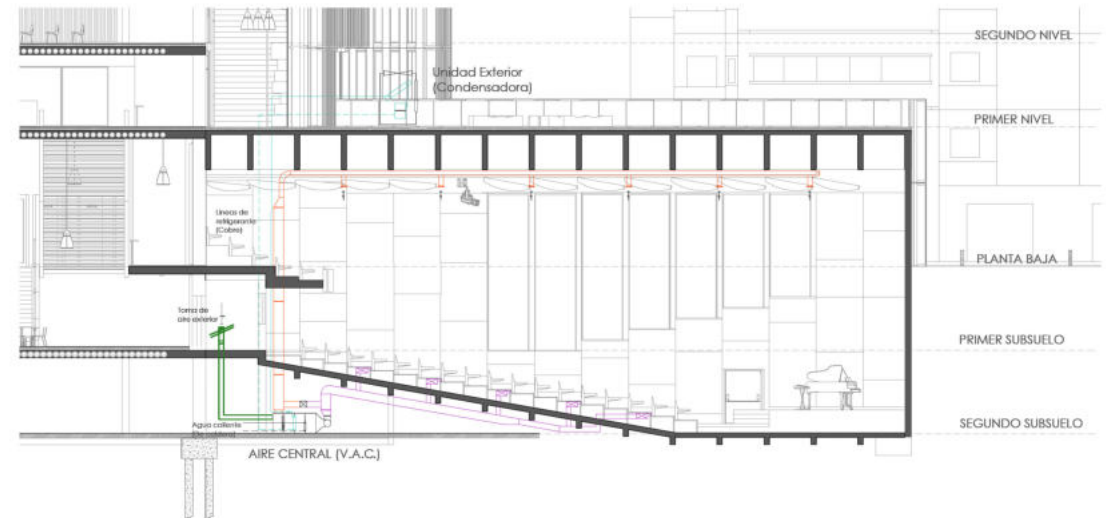 SEGUNDO NIVEL
Unidad Exterior
(Condensadora)
PRIMER NIVEL
Líneas de
refrigerante
(Cobre)
PLANTA BAJA
Toma de
aire exterior
PRIMER SUBSUELO
Agua caliente
SEGUNDO SUBSUELO
AIRE CENTRAL (V.A.C.)